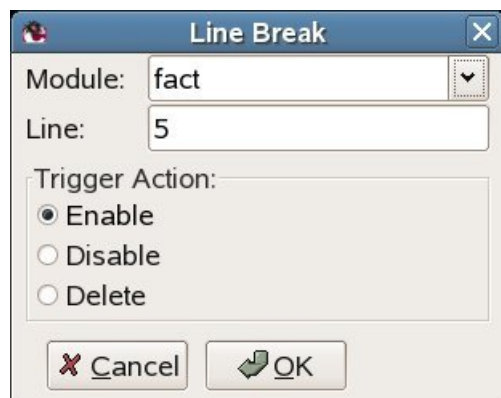 Line Break
Module: fact
Line: 5
Trigger Action:
Enable
Disable
Delete
Cancel OK